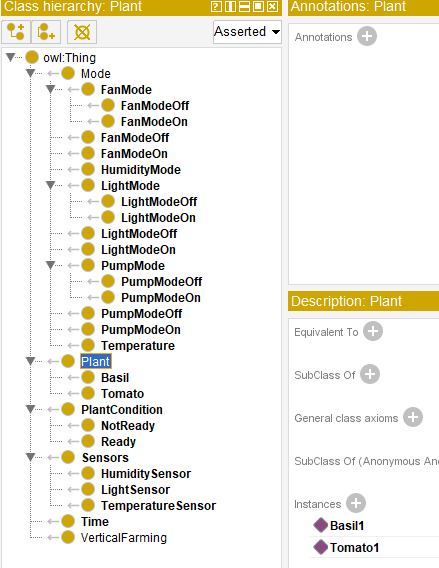 Class hierarchy: Plant
Asserted
owl:Thing
Mode
FanMode
FanModeOff
FanModeOn
FanModeOff
FanModeOn
HumidityMode
LightMode
LightModeOff
LightModeOn
LightModeOff
LightModeOn
PumpMode
PumpModeOff
PumpModeOn
PumpModeOff
PumpModeOn
Temperature
Plant
Basil
Tomato
PlantCondition
NotReady
Ready
Sensors
HumiditySensor
LightSensor
TemperatureSensor
Time
VerticalFarming
Annotations: Plant
Annotations
Description: Plant
Equivalent To
SubClass Of
General class axioms
SubClass Of (Anonymous An
Instances
Basil1
Tomato1